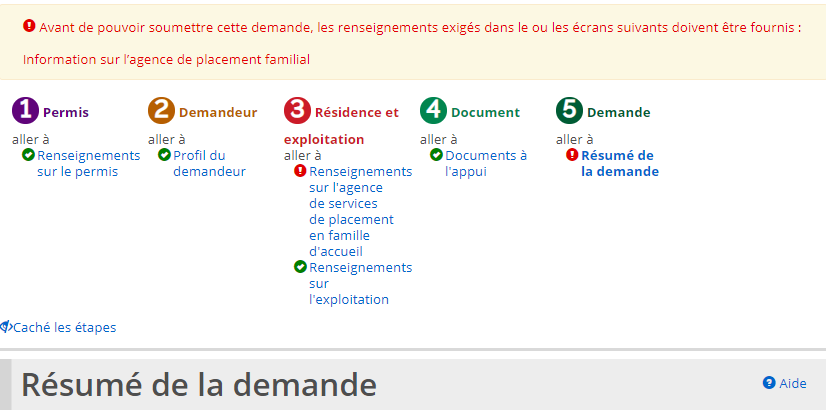 Avant de pouvoir soumettre cette demande, les renseignements exigés dans le ou les écrans suivants doivent être fournis :
Information sur l’agence de placement familial
1 Permis
aller à
Renseignements
sur le permis
2 Demandeur
aller à
Profil du
demandeur
3 Résidence et
exploitation
aller à
Renseignements
sur l'agence
de services
de placement
en famille
d'accueil
Renseignements
sur
l'exploitation
4 Document
aller à
Documents à
l'appui
5 Demande
aller à
Résumé de
la demande
Caché les étapes
Résumé de la demande
Aide